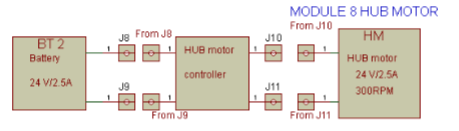 MODULE 8 HUB MOTOR
From J10
J8
From J8
J10
HM
BT 2
Battery
24 V/2.5A
1
1
HUB motor
controller
1
1
HUB motor
24 V/2.5A
300RPM
J9
J11
1
1
1
1
From J9
From J11